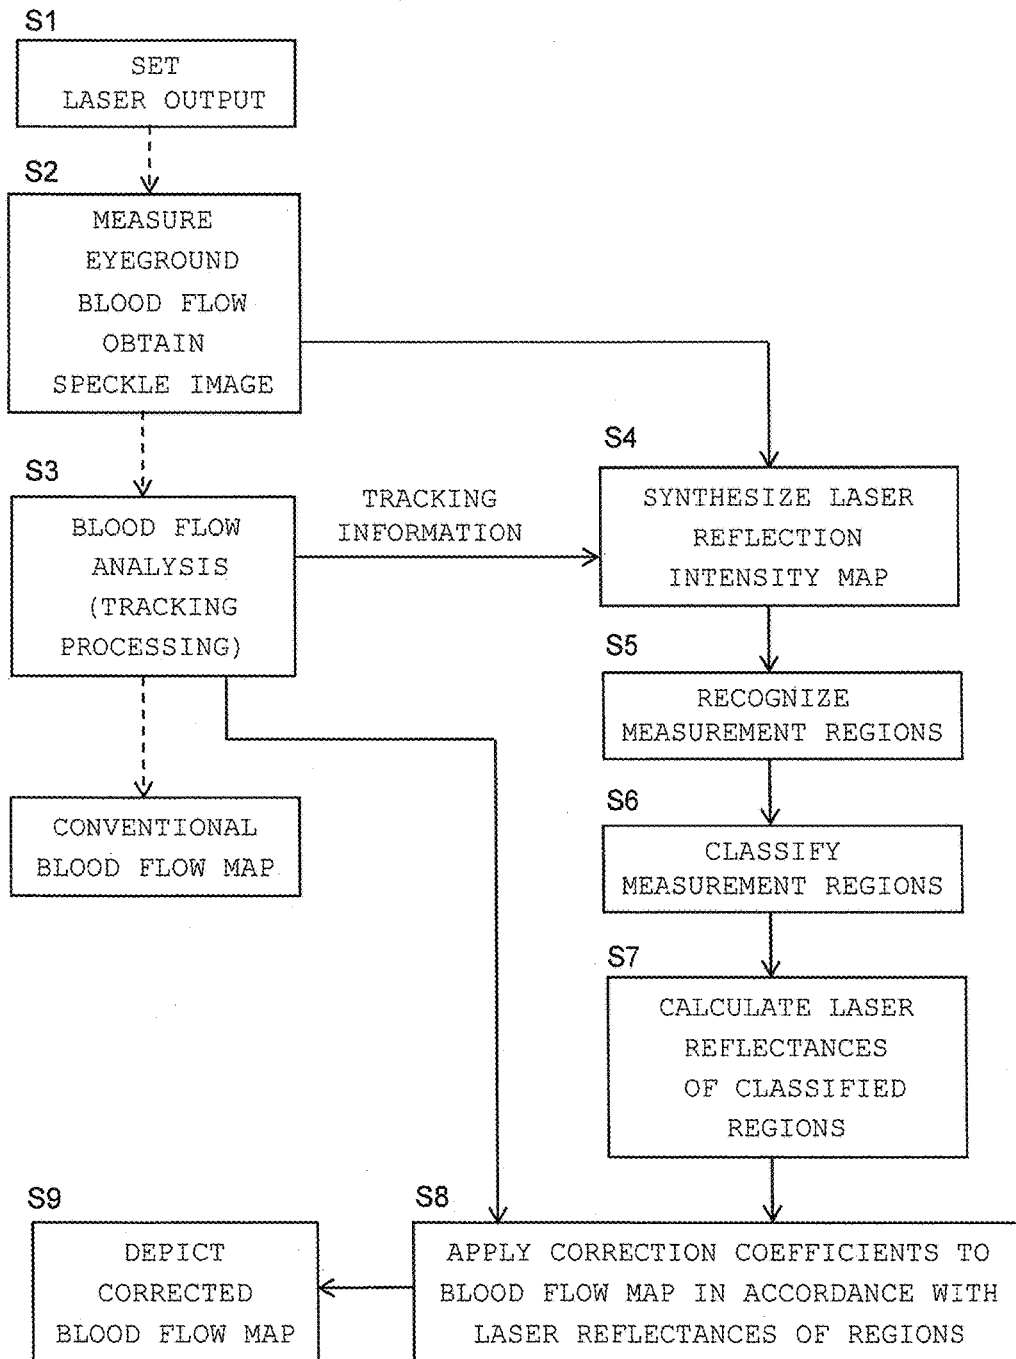 S1
SET
LASER OUTPUT
S2
MEASURE
EYEGROUND
BLOOD FLOW
OBTAIN
SPECKLE IMAGE
S3
BLOOD FLOW
ANALYSIS
(TRACKING
PROCESSING)
TRACKING
INFORMATION
S4
SYNTHESIZE LASER
REFLECTION
INTENSITY MAP
S5
RECOGNIZE
MEASUREMENT REGIONS
CONVENTIONAL
BLOOD FLOW MAP
S6
CLASSIFY
MEASUREMENT REGIONS
S7
CALCULATE LASER
REFLECTANCES
OF CLASSIFIED
REGIONS
S9
DEPICT
CORRECTED
BLOOD FLOW MAP
S8
APPLY CORRECTION COEFFICIENTS TO
BLOOD FLOW MAP IN ACCORDANCE WITH
LASER REFLECTANCES OF REGIONS